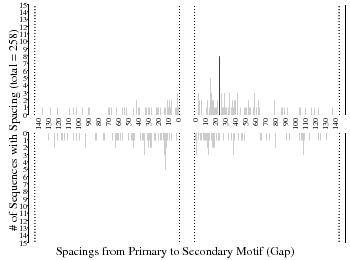 # of Sequences with Spacing (total = 258)
15 14 13 12 11 10 9 8 7 6 5 4 3 2 1 0
140 130 120 110 100 90 80 70 60 50 40 30 20 10 0
0 10 20 30 40 50 60 70 80 90 100 110 120 130 140
0 1 2 3 4 5 6 7 8 9 10 11 12 13 14 15
Spacings from Primary to Secondary Motif (Gap)